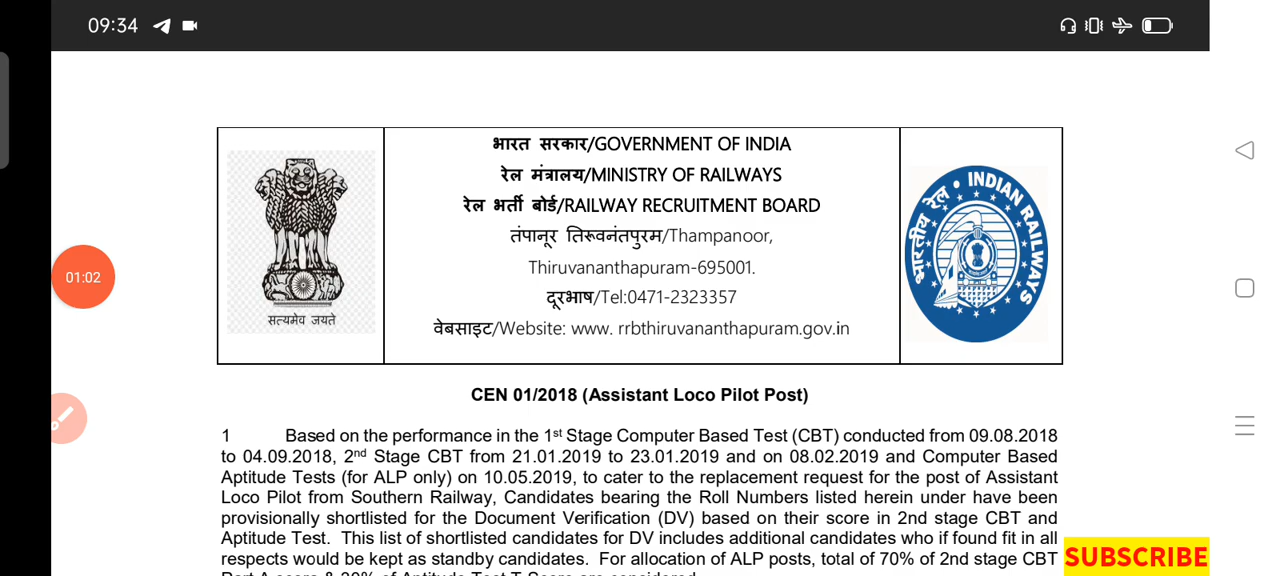 09:34
01:02
सत्यमेव जयते
भारत सरकार/GOVERNMENT OF INDIA
रेल मंत्रालय/MINISTRY OF RAILWAYS
रेल भर्ती बोर्ड/RAILWAY RECRUITMENT BOARD
तंपानूर तिरूवनंतपुरम/Thampanoor,
Thiruvananthapuram-695001.
दूरभाष/Tel:0471-2323357
वेबसाइट/Website: www. rrbthiruvananthapuram.gov.in
भारतीय रेल • INDIAN RAILWAYS
CEN 01/2018 (Assistant Loco Pilot Post)
1 Based on the performance in the 1st Stage Computer Based Test (CBT) conducted from 09.08.2018
to 04.09.2018, 2nd Stage CBT from 21.01.2019 to 23.01.2019 and on 08.02.2019 and Computer Based
Aptitude Tests (for ALP only) on 10.05.2019, to cater to the replacement request for the post of Assistant
Loco Pilot from Southern Railway, Candidates bearing the Roll Numbers listed herein under have been
provisionally shortlisted for the Document Verification (DV) based on their score in 2nd stage CBT and
Aptitude Test. This list of shortlisted candidates for DV includes additional candidates who if found fit in all
respects would be kept as standby candidates. For allocation of ALP posts, total of 70% of 2nd stage CBT
Part A score & 30% of Aptitude Test T-Score are considered
SUBSCRIBE